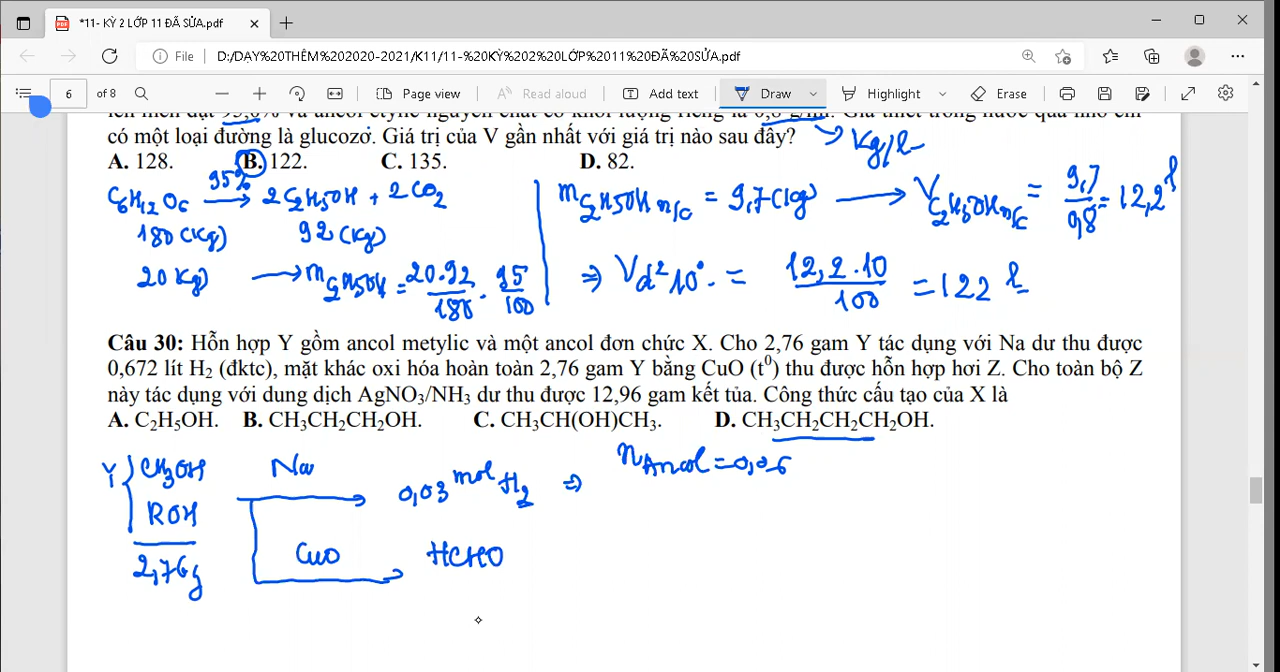 *11- KỲ 2 LỚP 11 ĐÃ SỬA.pdf
File D:/DẠY%20THÊM%202020-2021/K11/11-%20KỲ%202%20LỚP%2011%20ĐÃ%20SỬA.pdf
6 of 8 Page view Read aloud Add text Draw Highlight Erase
có một loại đường là glucozơ. Giá trị của V gần nhất với giá trị nào sau đây?
Kg/l
A. 128. B. 122. C. 135. D. 82.
C6H12O6 95% → 2C2H5OH + 2CO2
mC2H5OH n/c = 9,7 (kg) → VC2H5OH n/c = 9,7/0,8 = 12,2 l
180 (Kg) 92 (Kg)
20 Kg → mC2H5OH = 20.92/180 . 95/100
⇒ Vd² 10° = 12,2.10/100 = 122 l
Câu 30: Hỗn hợp Y gồm ancol metylic và một ancol đơn chức X. Cho 2,76 gam Y tác dụng với Na dư thu được
0,672 lít H2 (đktc), mặt khác oxi hóa hoàn toàn 2,76 gam Y bằng CuO (t⁰) thu được hỗn hợp hơi Z. Cho toàn bộ Z
này tác dụng với dung dịch AgNO3/NH3 dư thu được 12,96 gam kết tủa. Công thức cấu tạo của X là
A. C2H5OH. B. CH3CH2CH2OH. C. CH3CH(OH)CH3. D. CH3CH2CH2CH2OH.
Y { CH3OH Na
0,03 mol H2 ⇒ nAncol = 0,06
ROH
2,76g CuO HCHO